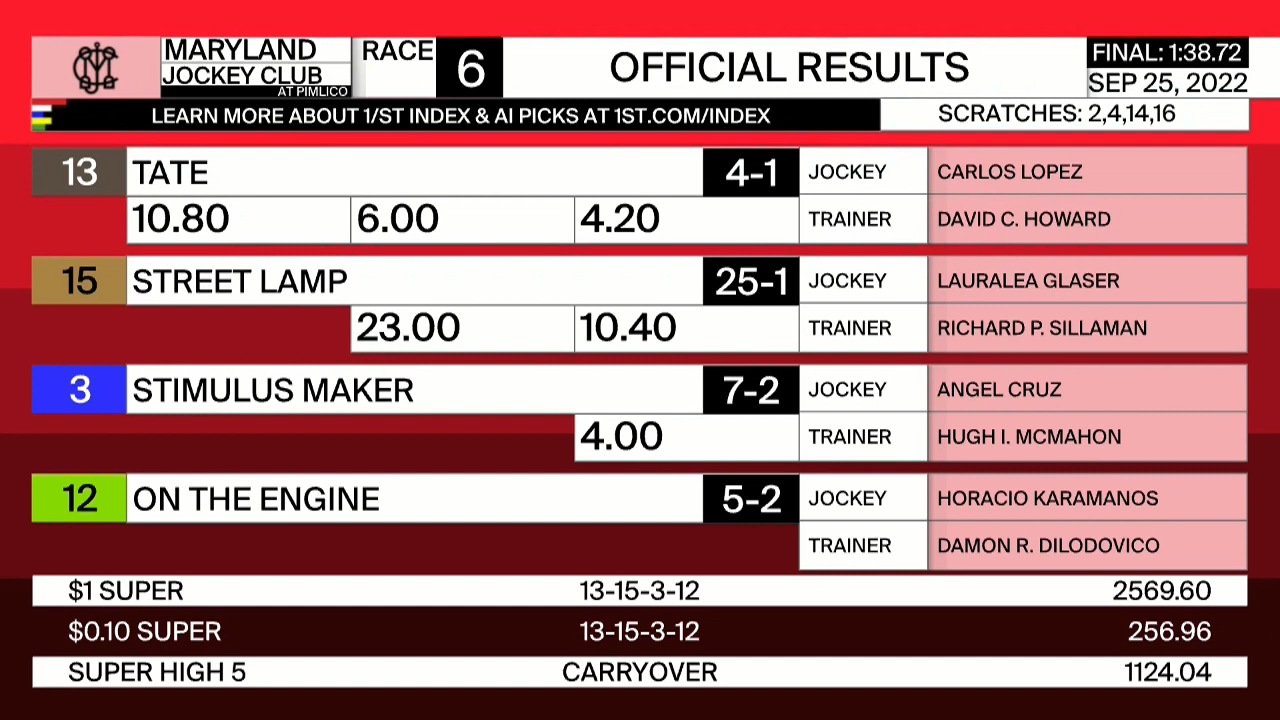 MARYLAND
JOCKEY CLUB
AT PIMLICO
RACE 6
OFFICIAL RESULTS
FINAL: 1:38.72
SEP 25, 2022
LEARN MORE ABOUT 1/ST INDEX & AI PICKS AT 1ST.COM/INDEX
SCRATCHES: 2,4,14,16
13 TATE 4-1 JOCKEY CARLOS LOPEZ
10.80 6.00 4.20 TRAINER DAVID C. HOWARD
15 STREET LAMP 25-1 JOCKEY LAURALEA GLASER
23.00 10.40 TRAINER RICHARD P. SILLAMAN
3 STIMULUS MAKER 7-2 JOCKEY ANGEL CRUZ
4.00 TRAINER HUGH I. MCMAHON
12 ON THE ENGINE 5-2 JOCKEY HORACIO KARAMANOS
TRAINER DAMON R. DILODOVICO
$1 SUPER 13-15-3-12 2569.60
$0.10 SUPER 13-15-3-12 256.96
SUPER HIGH 5 CARRYOVER 1124.04